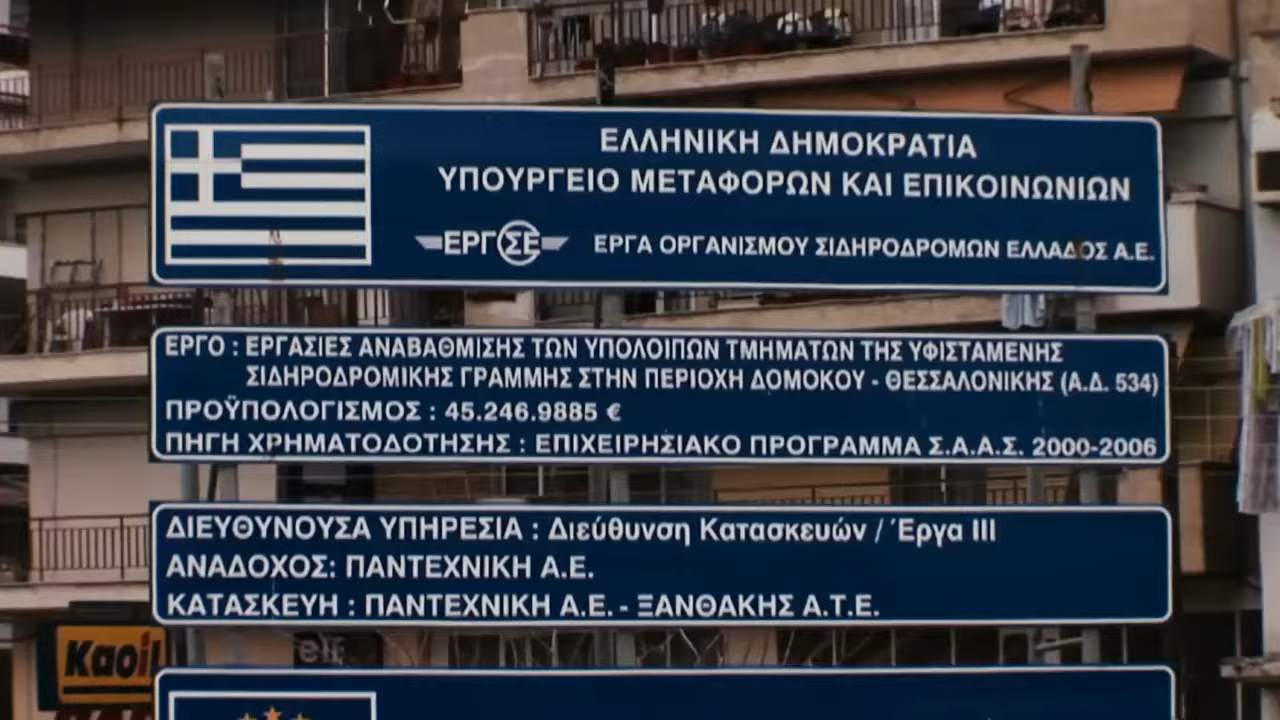 ΕΛΛΗΝΙΚΗ ΔΗΜΟΚΡΑΤΙΑ
ΥΠΟΥΡΓΕΙΟ ΜΕΤΑΦΟΡΩΝ ΚΑΙ ΕΠΙΚΟΙΝΩΝΙΩΝ
ΕΡΓΟΣΕ ΕΡΓΑ ΟΡΓΑΝΙΣΜΟΥ ΣΙΔΗΡΟΔΡΟΜΩΝ ΕΛΛΑΔΟΣ Α.Ε.
ΕΡΓΟ : ΕΡΓΑΣΙΕΣ ΑΝΑΒΑΘΜΙΣΗΣ ΤΩΝ ΥΠΟΛΟΙΠΩΝ ΤΜΗΜΑΤΩΝ ΤΗΣ ΥΦΙΣΤΑΜΕΝΗΣ
ΣΙΔΗΡΟΔΡΟΜΙΚΗΣ ΓΡΑΜΜΗΣ ΣΤΗΝ ΠΕΡΙΟΧΗ ΔΟΜΟΚΟΥ - ΘΕΣΣΑΛΟΝΙΚΗΣ (Α.Δ. 534)
ΠΡΟΫΠΟΛΟΓΙΣΜΟΣ : 45.246.9885 €
ΠΗΓΗ ΧΡΗΜΑΤΟΔΟΤΗΣΗΣ : ΕΠΙΧΕΙΡΗΣΙΑΚΟ ΠΡΟΓΡΑΜΜΑ Σ.Α.Α.Σ. 2000-2006
ΔΙΕΥΘΥΝΟΥΣΑ ΥΠΗΡΕΣΙΑ : Διεύθυνση Κατασκευών / Έργα ΙΙΙ
ΑΝΑΔΟΧΟΣ: ΠΑΝΤΕΧΝΙΚΗ Α.Ε.
ΚΑΤΑΣΚΕΥΗ : ΠΑΝΤΕΧΝΙΚΗ Α.Ε. - ΞΑΝΘΑΚΗΣ Α.Τ.Ε.
Kaoil